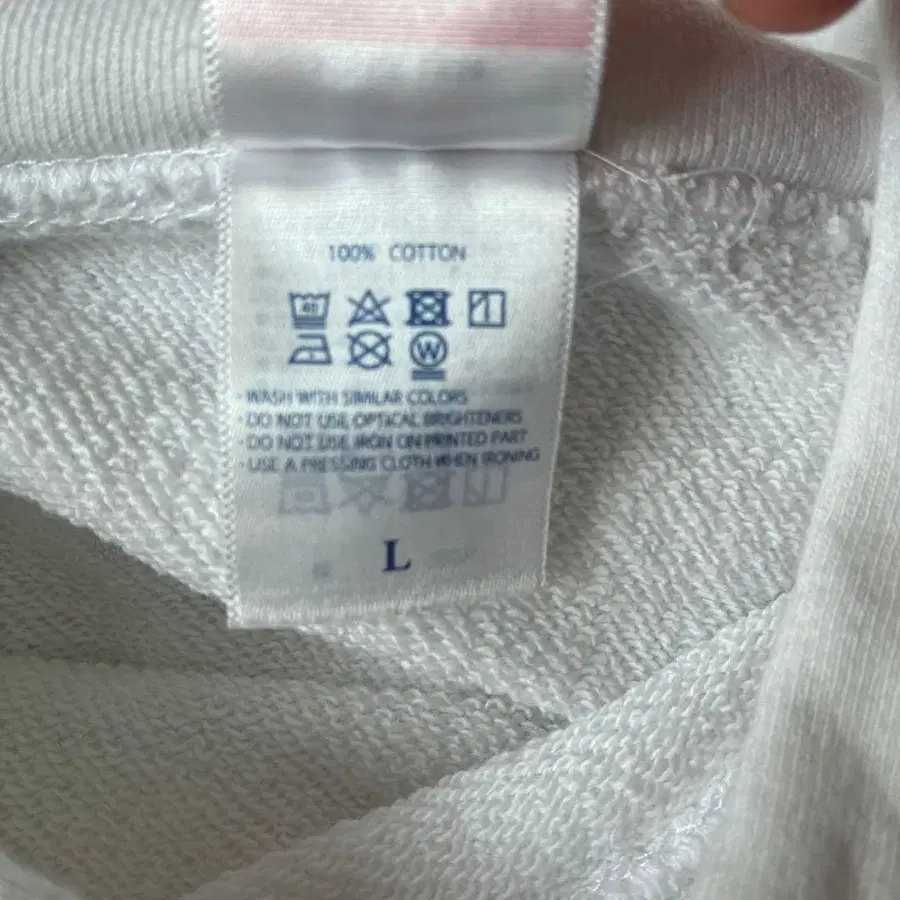 100% COTTON
40
W
· WASH WITH SIMILAR COLORS
· DO NOT USE OPTICAL BRIGHTENERS
· DO NOT USE IRON ON PRINTED PART
· USE A PRESSING CLOTH WHEN IRONING
L